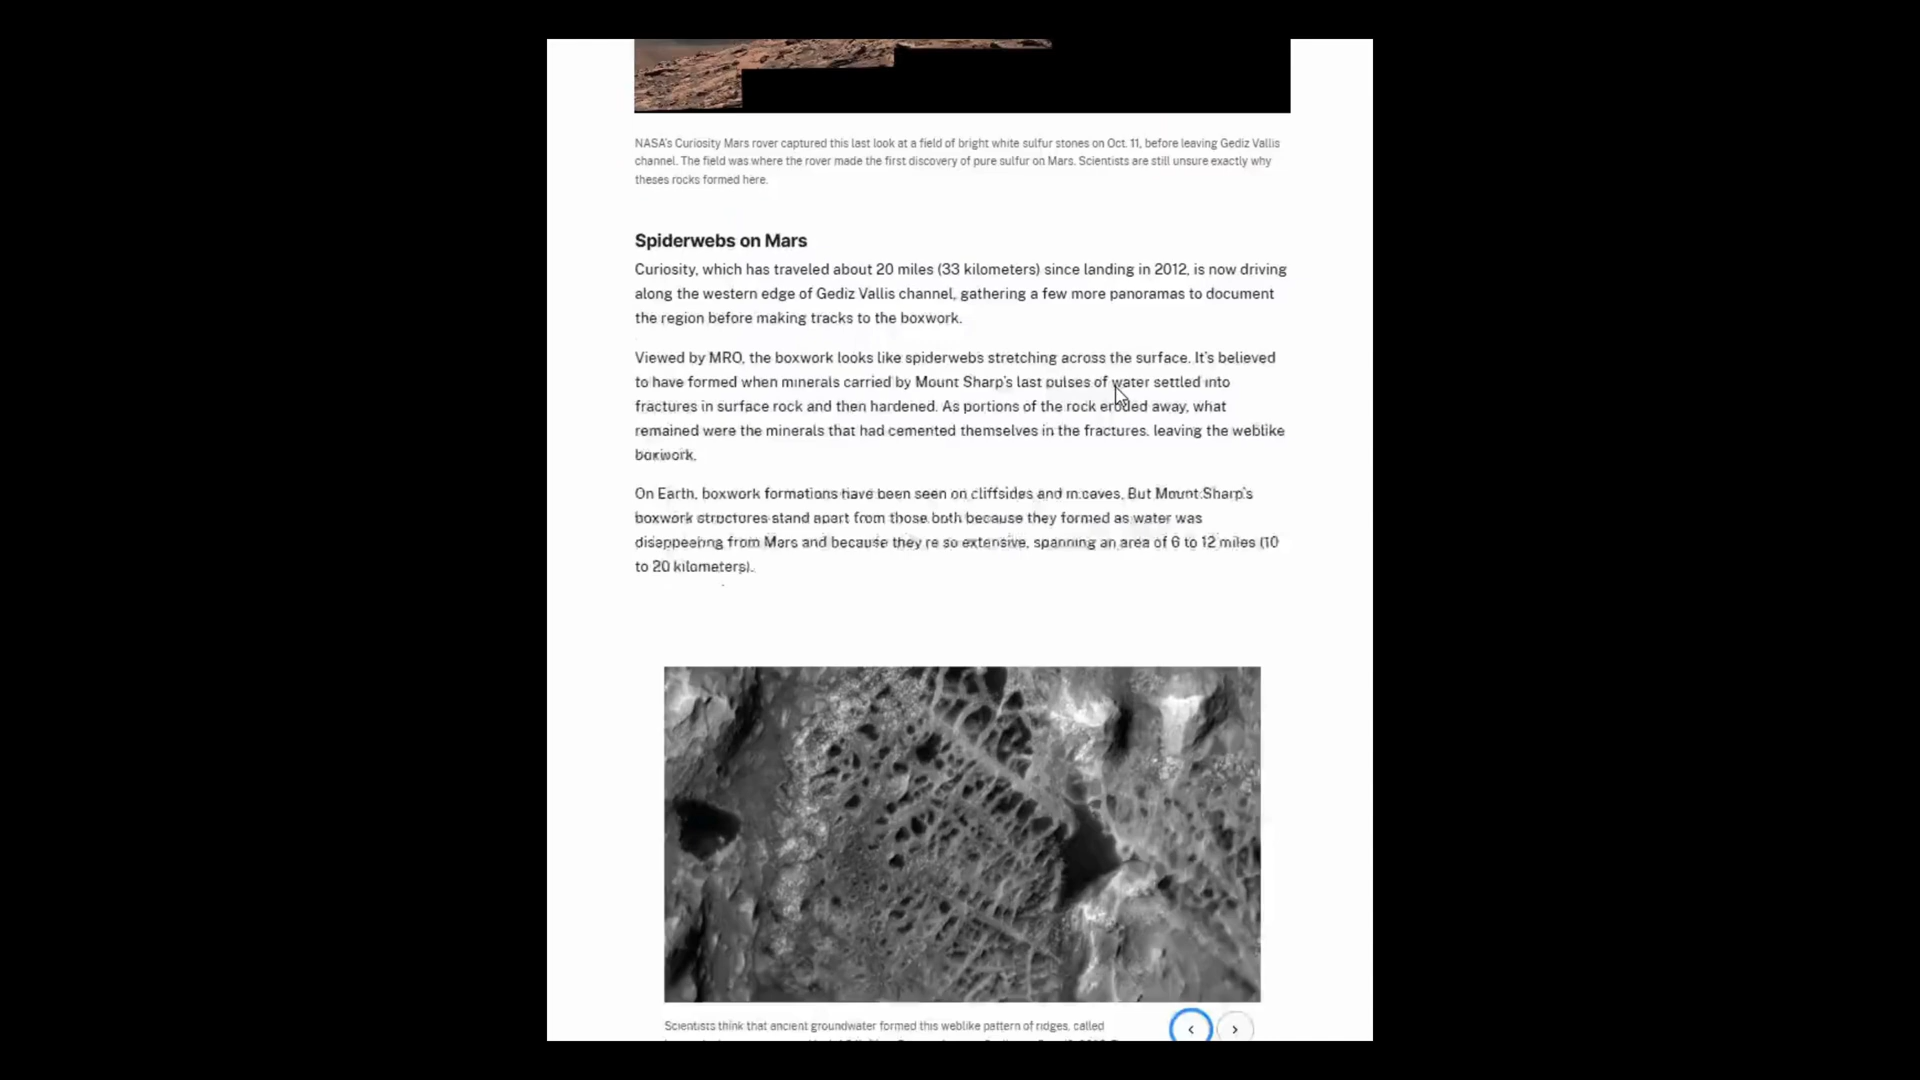 NASA's Curiosity Mars rover captured this last look at a field of bright white sulfur stones on Oct. 11, before leaving Gediz Vallis
channel. The field was where the rover made the first discovery of pure sulfur on Mars. Scientists are still unsure exactly why
theses rocks formed here.
Spiderwebs on Mars
Curiosity, which has traveled about 20 miles (33 kilometers) since landing in 2012, is now driving
along the western edge of Gediz Vallis channel, gathering a few more panoramas to document
the region before making tracks to the boxwork.
Viewed by MRO, the boxwork looks like spiderwebs stretching across the surface. It's believed
to have formed when minerals carried by Mount Sharp's last pulses of water settled into
fractures in surface rock and then hardened. As portions of the rock eroded away, what
remained were the minerals that had cemented themselves in the fractures, leaving the weblike
boxwork.
On Earth, boxwork formations have been seen on cliffsides and in caves. But Mount Sharp's
boxwork structures stand apart from those both because they formed as water was
disappearing from Mars and because they're so extensive, spanning an area of 6 to 12 miles (10
to 20 kilometers).
Scientists think that ancient groundwater formed this weblike pattern of ridges, called